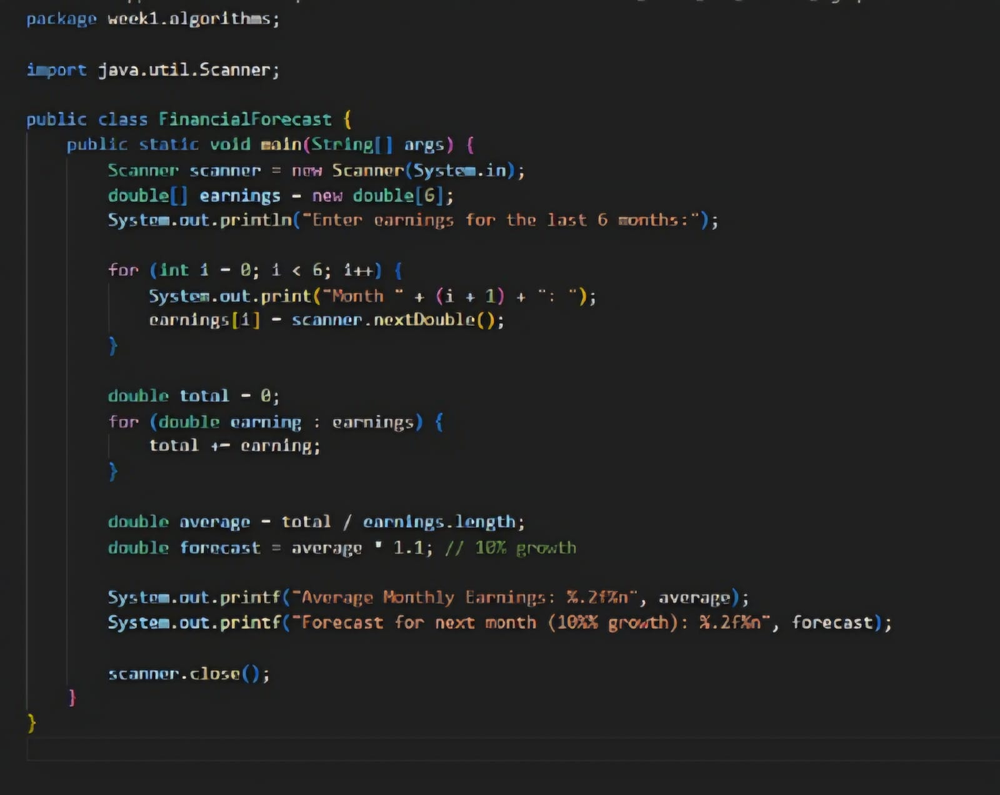 package week1.algorithms;
import java.util.Scanner;
public class FinancialForecast {
public static void main(String[] args) {
Scanner scanner = new Scanner(System.in);
double[] earnings = new double[6];
System.out.println("Enter earnings for the last 6 months:");
for (int i = 0; i < 6; i++) {
System.out.print("Month " + (i + 1) + ": ");
earnings[i] = scanner.nextDouble();
}
double total = 0;
for (double earning : earnings) {
total += earning;
}
double average = total / earnings.length;
double forecast = average * 1.1; // 10% growth
System.out.printf("Average Monthly Earnings: %.2f%n", average);
System.out.printf("Forecast for next month (10%% growth): %.2f%n", forecast);
scanner.close();
}
}